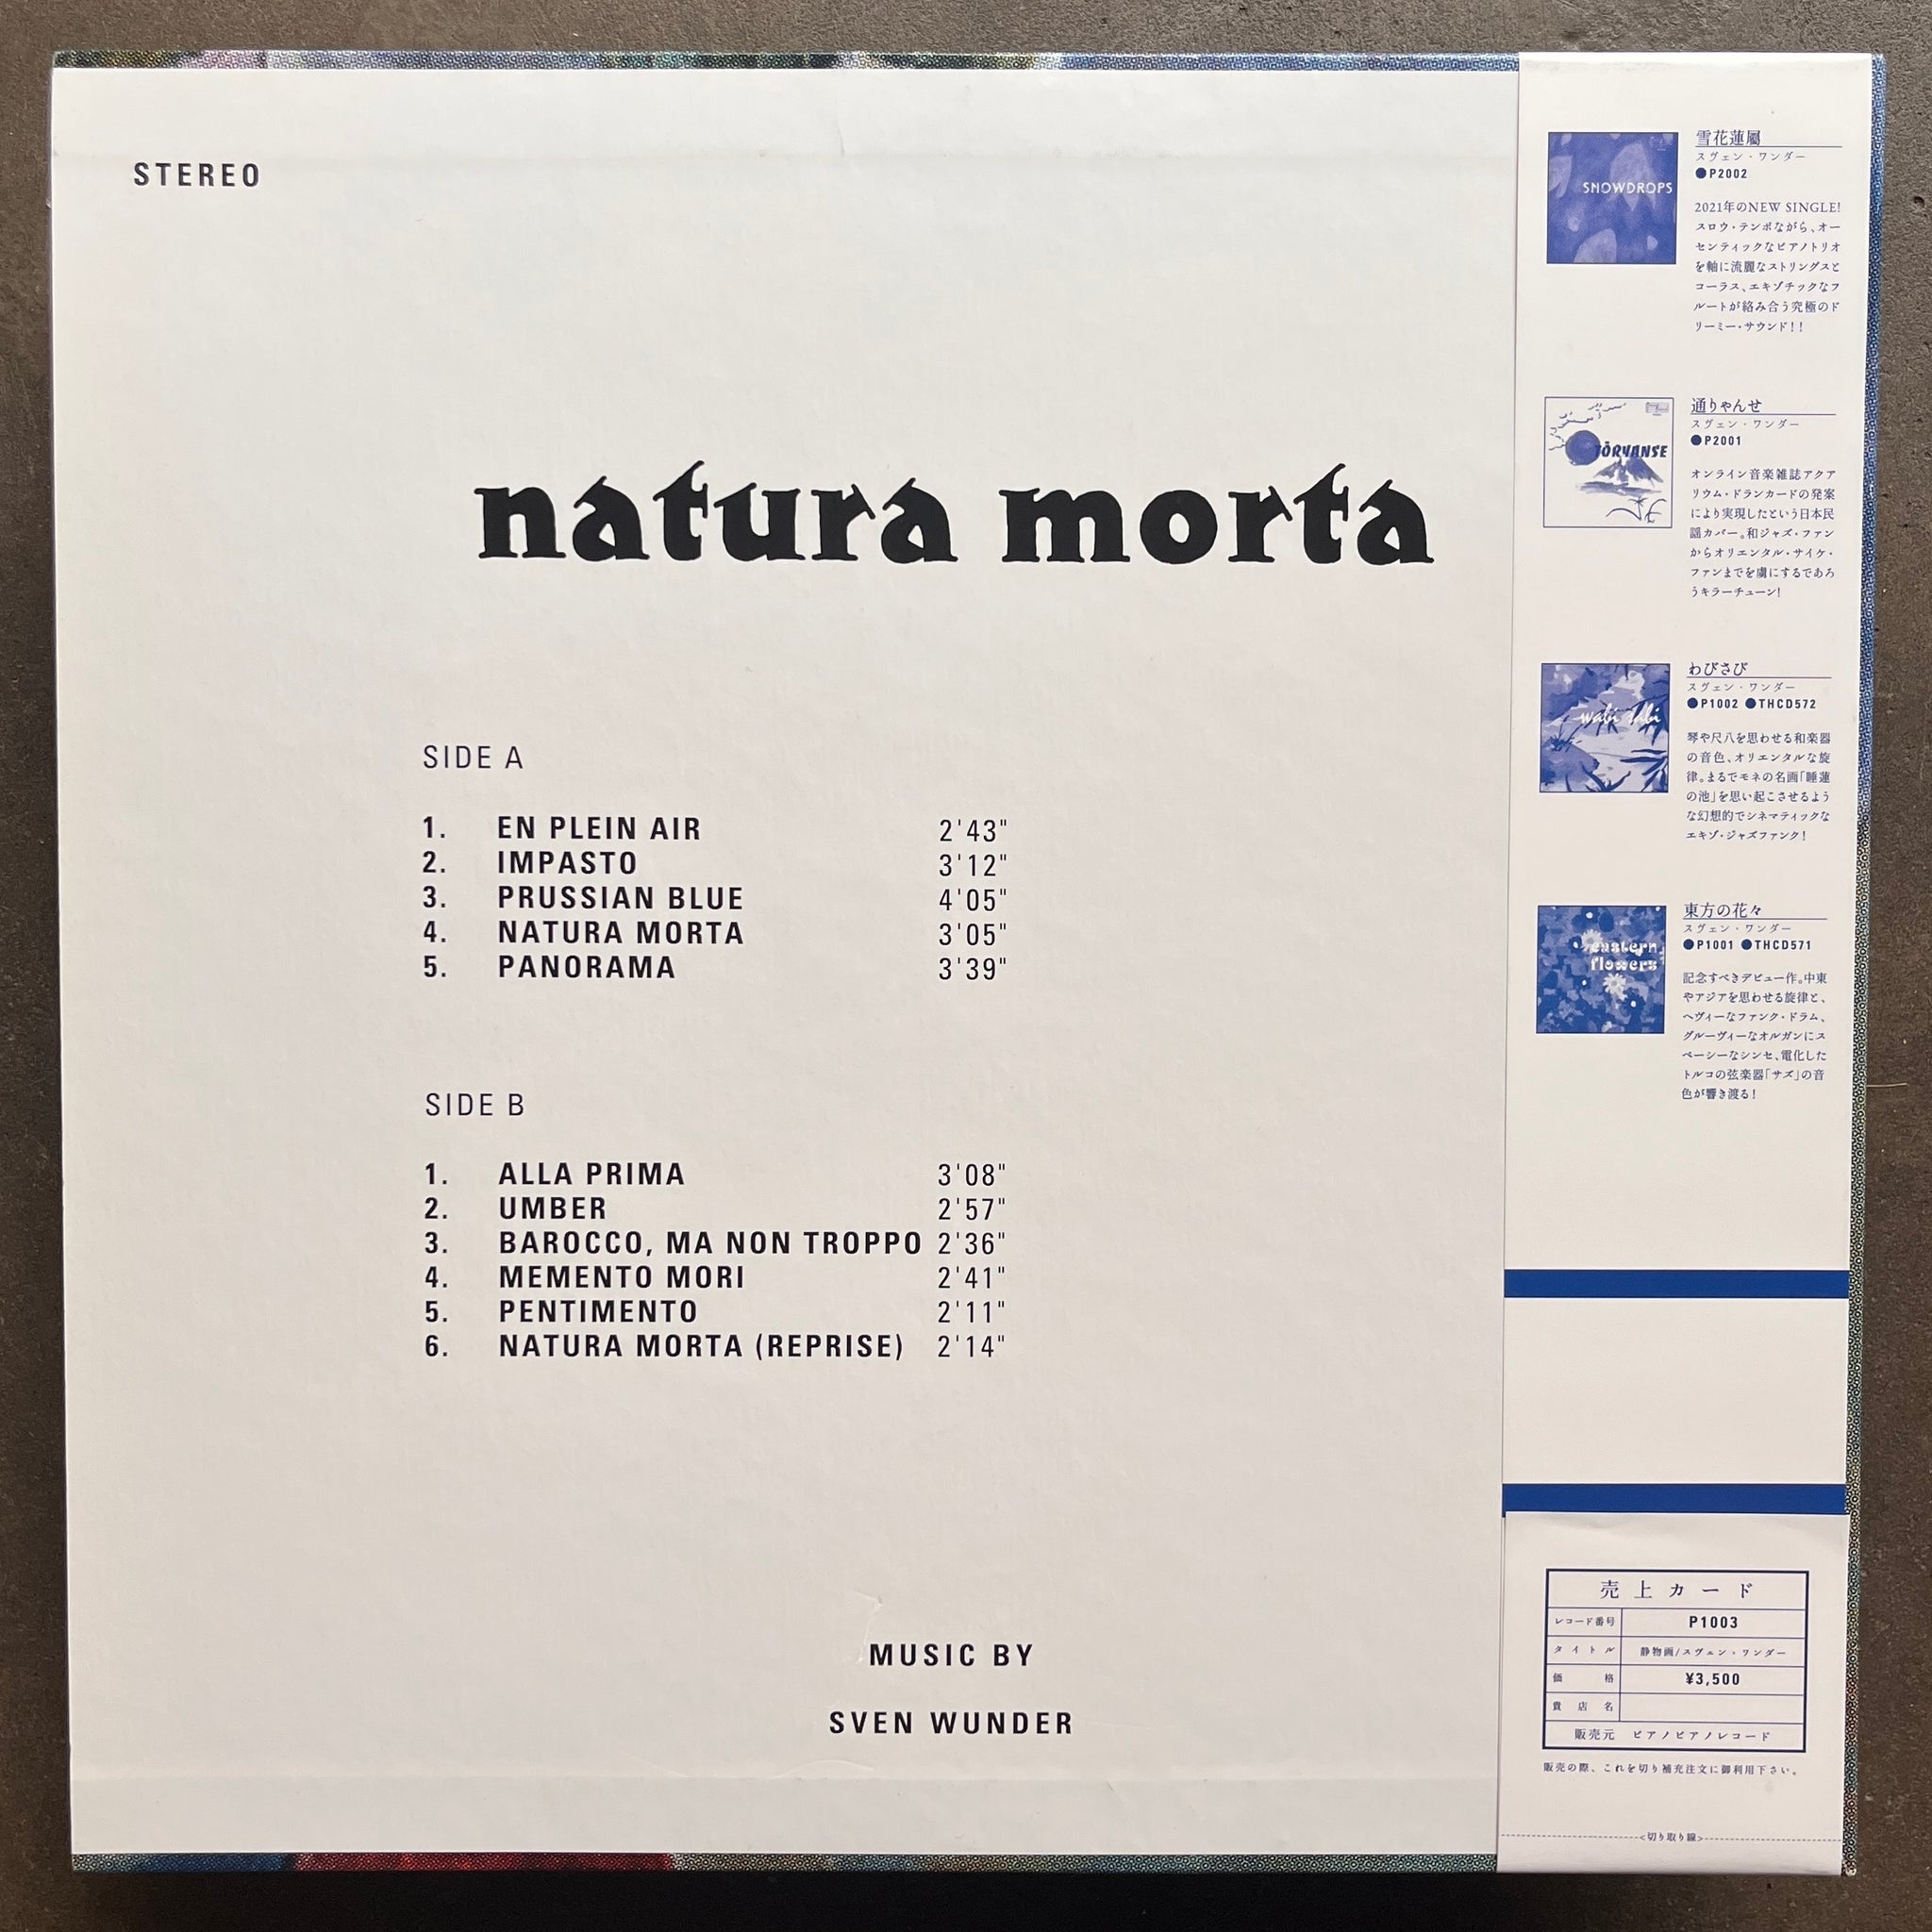 STEREO
natura morta
SIDE A
1. EN PLEIN AIR 2'43"
2. IMPASTO 3'12"
3. PRUSSIAN BLUE 4'05"
4. NATURA MORTA 3'05"
5. PANORAMA 3'39"
SIDE B
1. ALLA PRIMA 3'08"
2. UMBER 2'57"
3. BAROCCO, MA NON TROPPO 2'36"
4. MEMENTO MORI 2'41"
5. PENTIMENTO 2'11"
6. NATURA MORTA (REPRISE) 2'14"
MUSIC BY
SVEN WUNDER
SNOWDROPS
雪花蓮屬
スヴェン・ワンダー
●P2002
2021年のNEW SINGLE!
スロウ・テンポながら、オー
センティックなピアノトリオ
を軸に流麗なストリングスと
コーラス、エキゾチックなフ
ルートが絡み合う究極のド
リーミー・サウンド!!
TŌRYANSE
通りゃんせ
スヴェン・ワンダー
●P2001
オンライン音楽雑誌アクア
リウム・ドランカードの発案
により実現したという日本民
謡カバー。和ジャズ・ファン
からオリエンタル・サイケ・
ファンまでを虜にするであろ
うキラーチューン!
wabi sabi
わびさび
スヴェン・ワンダー
●P1002 ●THCD572
琴や尺八を思わせる和楽器
の音色、オリエンタルな旋
律。まるでモネの名画「睡蓮
の池」を思い起こさせるよう
な幻想的でシネマティックな
エキゾ・ジャズファンク!
eastern
flowers
東方の花々
スヴェン・ワンダー
●P1001 ●THCD571
記念すべきデビュー作。中東
やアジアを思わせる旋律と、
ヘヴィーなファンク・ドラム、
グルーヴィーなオルガンにス
ペーシーなシンセ、電化した
トルコの弦楽器「サズ」の音
色が響き渡る!
売上カード
レコード番号 P1003
タイトル 静物画/スヴェン・ワンダー
価格 ¥3,500
貴店名
販売元 ピアノピアノレコード
販売の際、これを切り補充注文に御利用下さい。
<切り取り線>